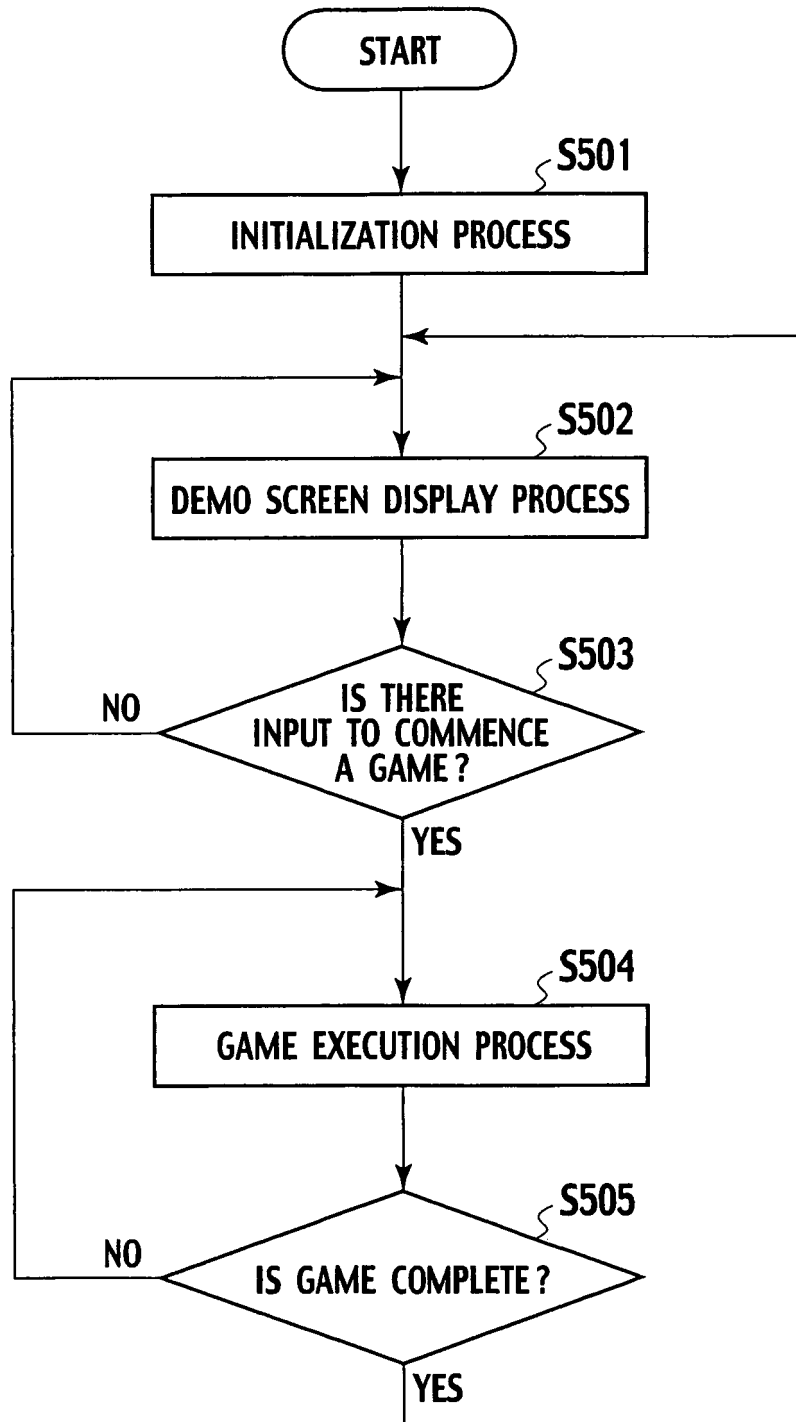 START
S501
INITIALIZATION PROCESS
S502
DEMO SCREEN DISPLAY PROCESS
S503
IS THERE
INPUT TO COMMENCE
A GAME?
NO
YES
S504
GAME EXECUTION PROCESS
S505
IS GAME COMPLETE?
NO
YES